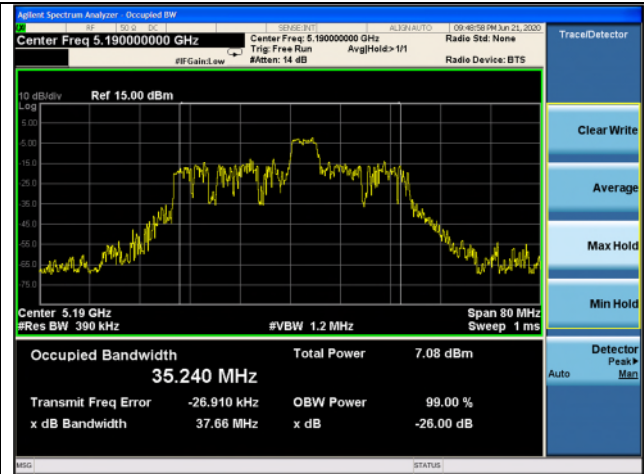 Agilent Spectrum Analyzer - Occupied BW
RF 50 Ω DC SENSE:INT ALIGNAUTO 09:48:58 PM Jun 21, 2020
Center Freq 5.190000000 GHz Center Freq: 5.190000000 GHz Radio Std: None Trace/Detector
Trig: Free Run Avg|Hold:>1/1
#IFGain:Low #Atten: 14 dB Radio Device: BTS
10 dB/div Ref 15.00 dBm
Log
5.00
-5.00
-15.0
-25.0
-35.0
-45.0
-55.0
-65.0
-75.0
Clear Write
Average
Max Hold
Min Hold
Center 5.19 GHz Span 80 MHz
#Res BW 390 kHz #VBW 1.2 MHz Sweep 1 ms
Occupied Bandwidth Total Power 7.08 dBm
35.240 MHz
Transmit Freq Error -26.910 kHz OBW Power 99.00 %
x dB Bandwidth 37.66 MHz x dB -26.00 dB
Detector
Peak▶
Auto Man
MSG STATUS